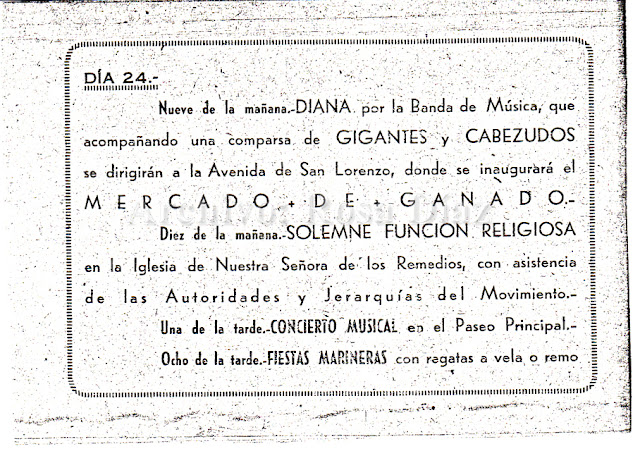 DÍA 24.-
Nueve de la mañana.-DIANA por la Banda de Música, que
acompañando una comparsa de GIGANTES y CABEZUDOS
se dirigirán a la Avenida de San Lorenzo, donde se inaugurará el
MERCADO + DE + GANADO.-
Diez de la mañana.-SOLEMNE FUNCION RELIGIOSA
en la Iglesia de Nuestra Señora de los Remedios, con asistencia
de las Autoridades y Jerarquías del Movimiento.-
Una de la tarde.-CONCIERTO MUSICAL en el Paseo Principal.-
Ocho de la tarde.-FIESTAS MARINERAS con regatas a vela o remo